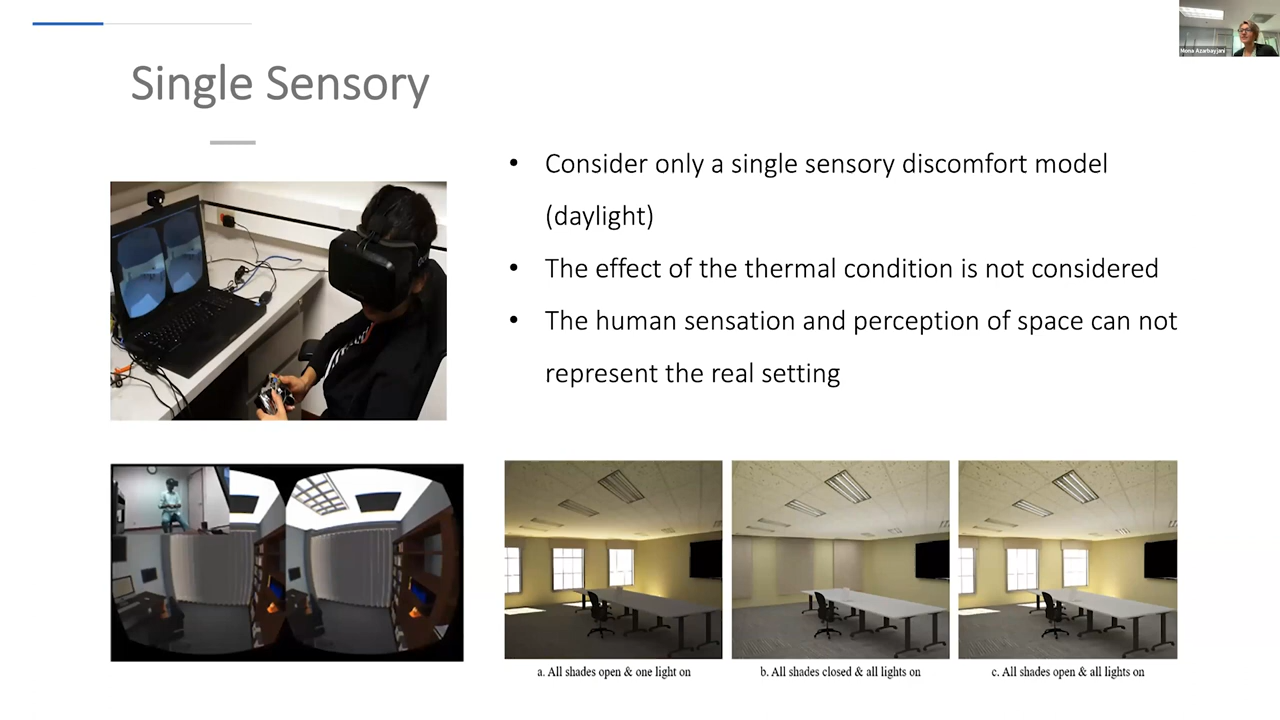 Mona Azarbayjani
Single Sensory
• Consider only a single sensory discomfort model
(daylight)
• The effect of the thermal condition is not considered
• The human sensation and perception of space can not
represent the real setting
a. All shades open & one light on
b. All shades closed & all lights on
c. All shades open & all lights on